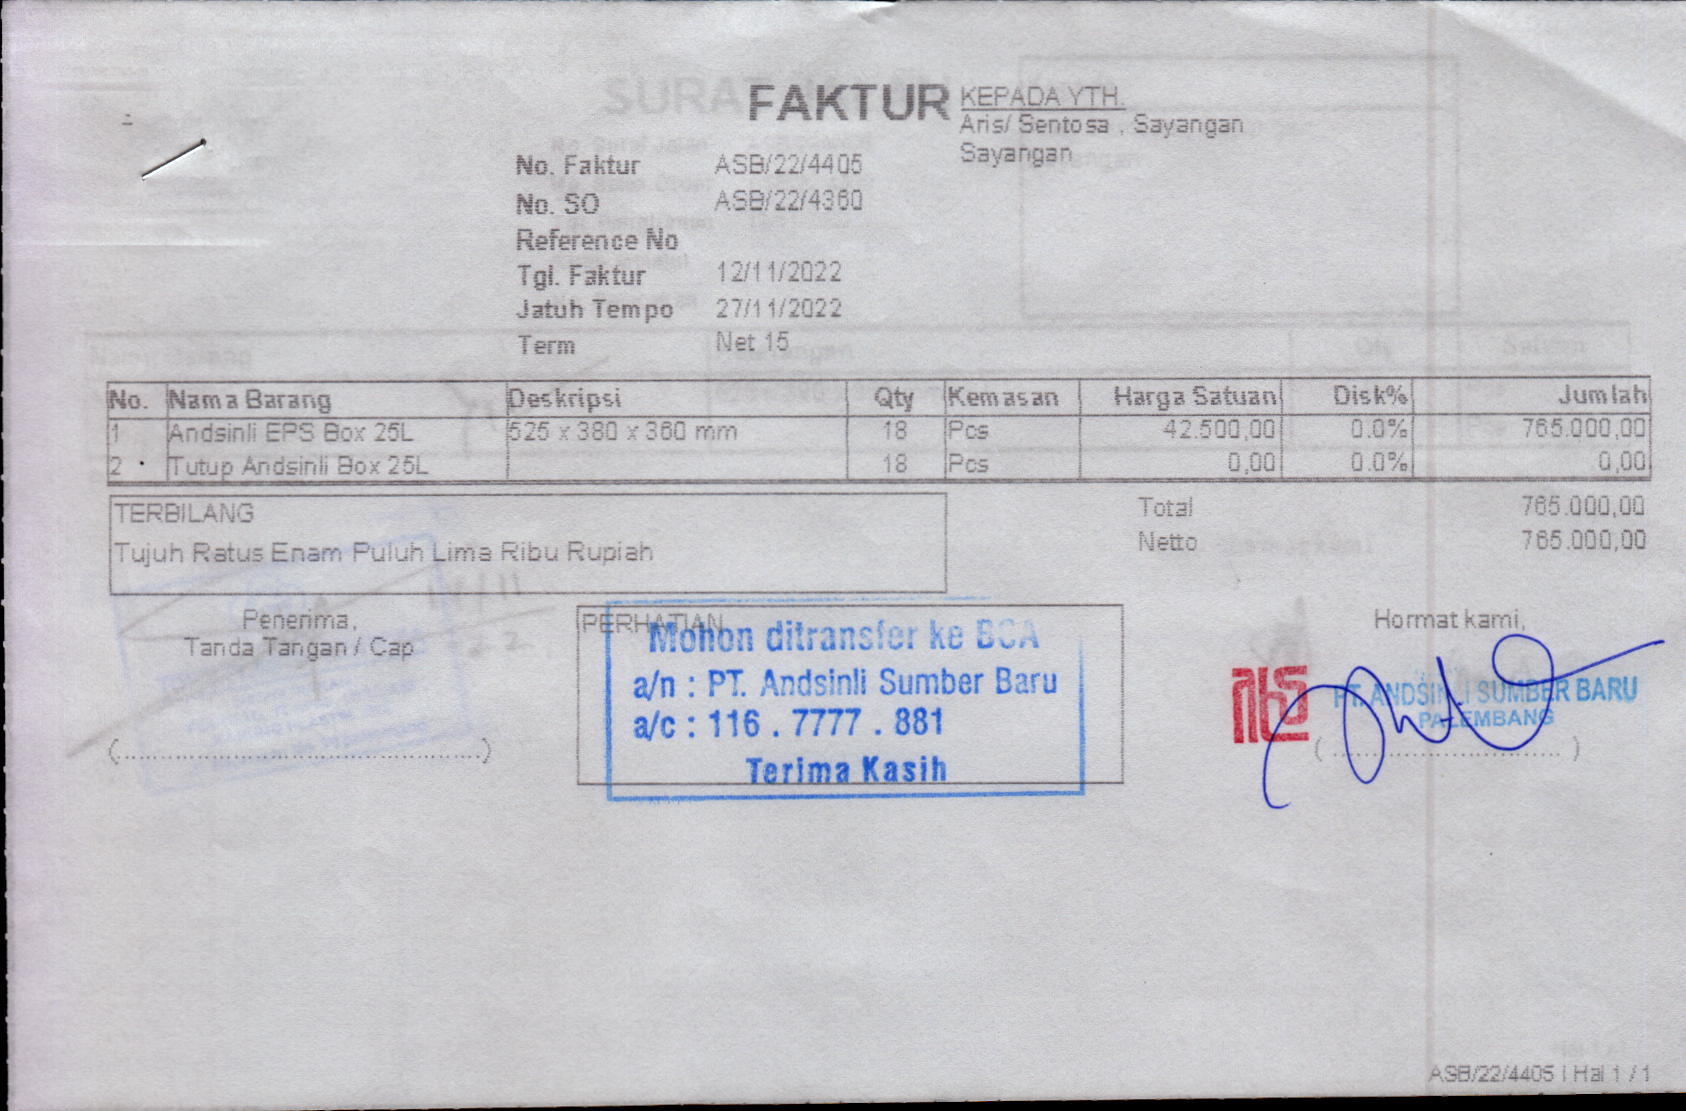 FAKTUR
KEPADA YTH.
Aris/ Sentosa , Sayangan
Sayangan
No. Faktur ASB/22/4405
No. SO ASB/22/4360
Reference No
Tgl. Faktur 12/11/2022
Jatuh Tempo 27/11/2022
Term Net 15
No. Nama Barang Deskripsi Qty Kemasan Harga Satuan Disk% Jumlah
1 Andsinli EPS Box 25L 525 x 380 x 360 mm 18 Pcs 42.500,00 0.0% 765.000,00
2 Tutup Andsinli Box 25L 18 Pcs 0,00 0.0% 0,00
TERBILANG
Tujuh Ratus Enam Puluh Lima Ribu Rupiah
Total 765.000,00
Netto 765.000,00
Penerima,
Tanda Tangan / Cap
(................................................)
PERHATIAN
Mohon ditransfer ke BCA
a/n : PT. Andsinli Sumber Baru
a/c : 116 . 7777 . 881
Terima Kasih
Hormat kami,
PT. ANDSINLI SUMBER BARU
PALEMBANG
( .............................. )
ASB/22/4405 | Hal 1 / 1